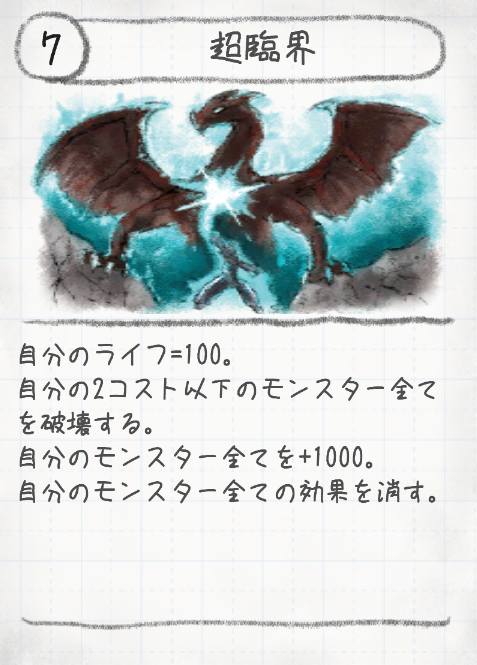 7
超臨界
自分のライフ=100。
自分の2コスト以下のモンスター全て
を破壊する。
自分のモンスター全てを+1000。
自分のモンスター全ての効果を消す。